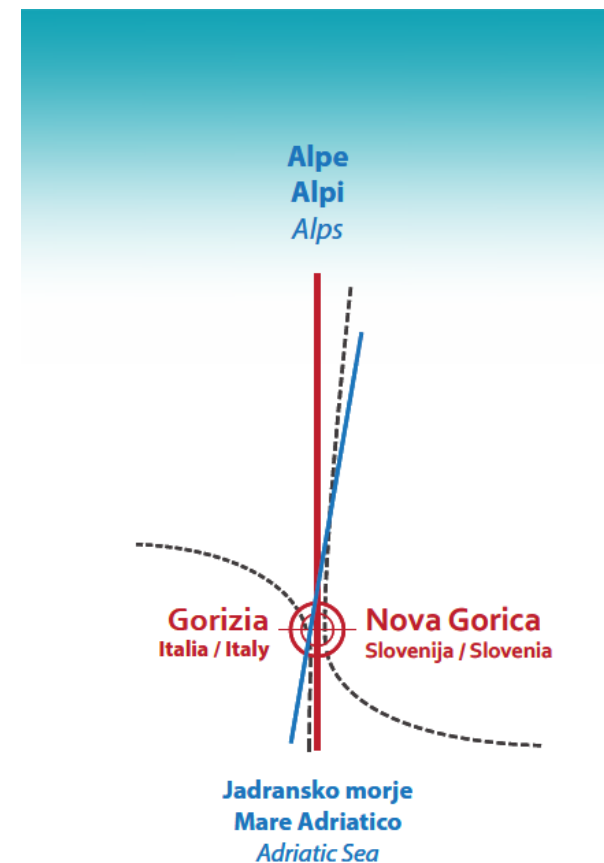 Alpe
Alpi
Alps
Gorizia
Italia / Italy
Nova Gorica
Slovenija / Slovenia
Jadransko morje
Mare Adriatico
Adriatic Sea